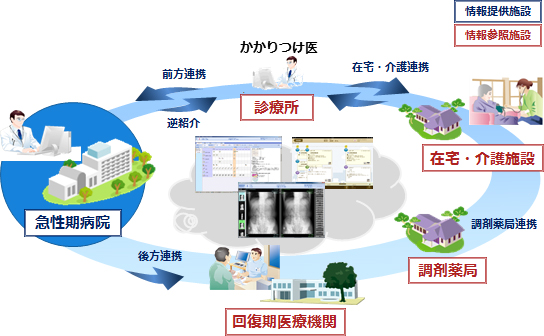 情報提供施設
情報参照施設
かかりつけ医
前方連携
在宅・介護連携
診療所
逆紹介
在宅・介護施設
急性期病院
調剤薬局連携
後方連携
調剤薬局
回復期医療機関